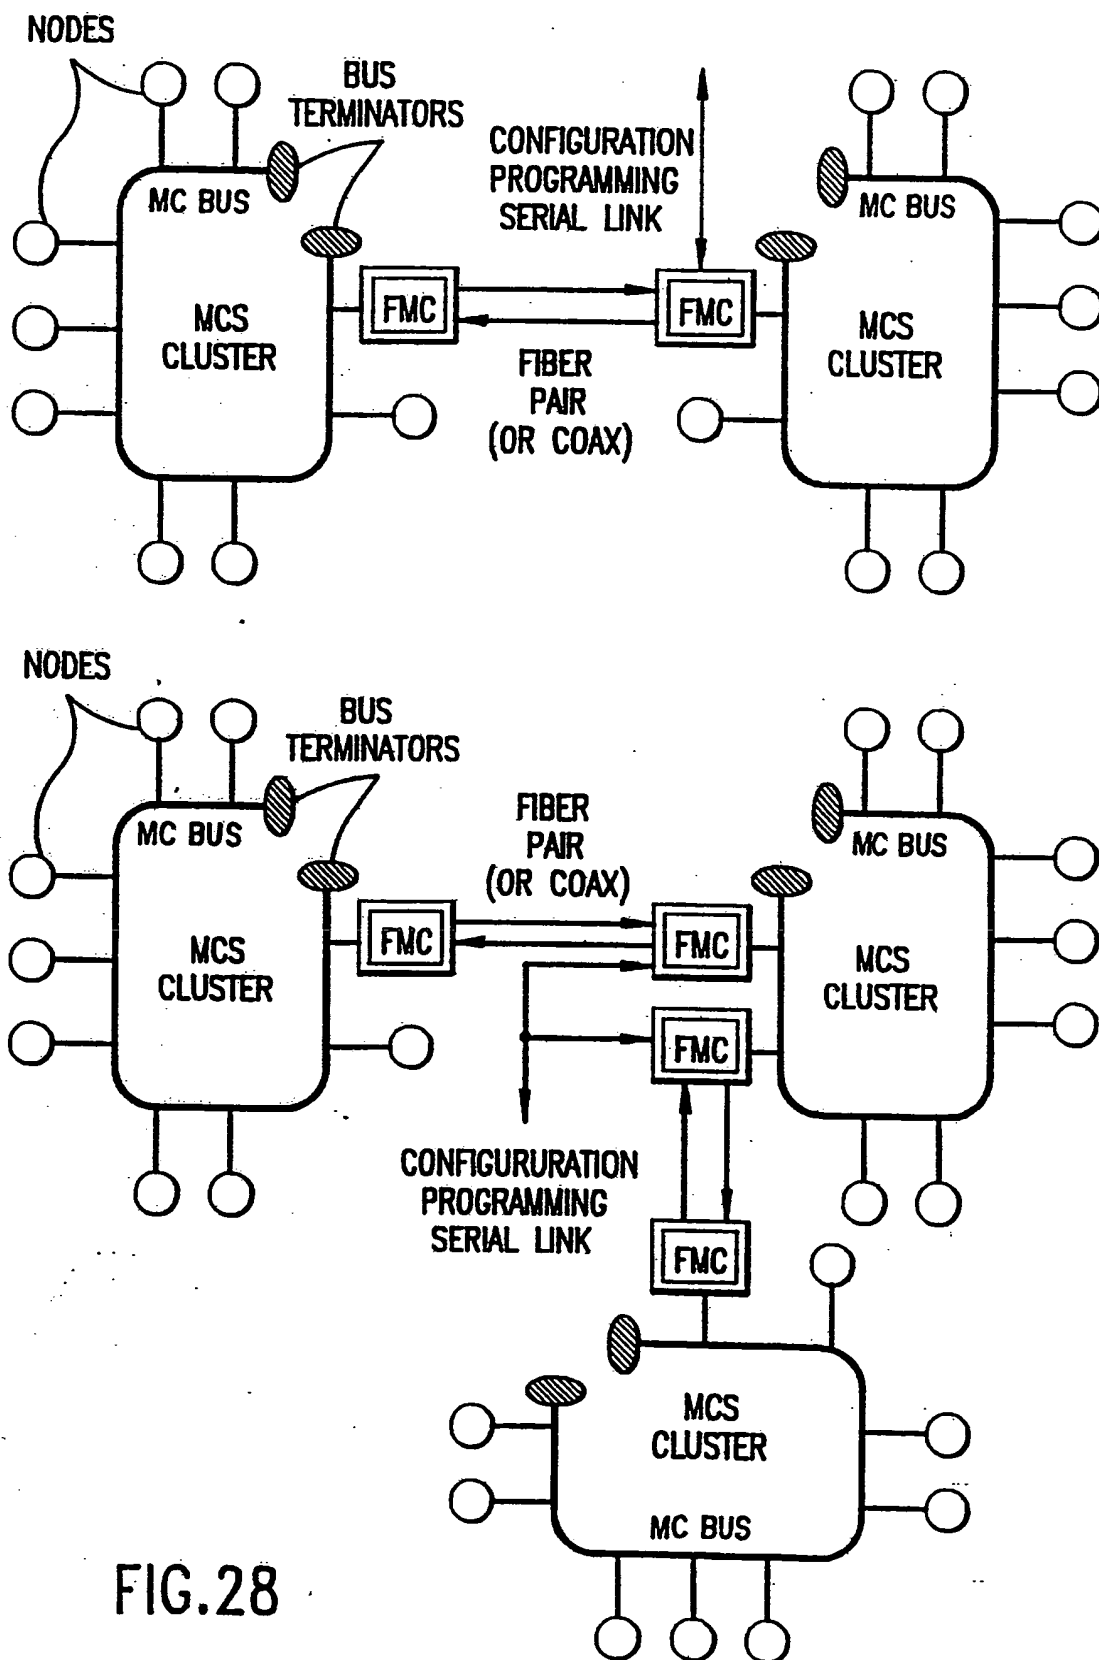 NODES
BUS
TERMINATORS
CONFIGURATION
PROGRAMMING
SERIAL LINK
MC BUS
MC BUS
FMC
FMC
MCS
CLUSTER
MCS
CLUSTER
FIBER
PAIR
(OR COAX)
NODES
BUS
TERMINATORS
FIBER
PAIR
(OR COAX)
MC BUS
MC BUS
FMC
FMC
MCS
CLUSTER
MCS
CLUSTER
FMC
CONFIGURURATION
PROGRAMMING
SERIAL LINK
FMC
MCS
CLUSTER
MC BUS
FIG.28